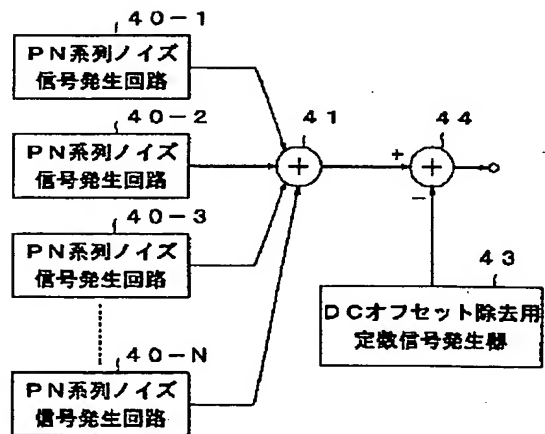 40-1
PN系列ノイズ
信号発生回路
40-2
PN系列ノイズ
信号発生回路
40-3
PN系列ノイズ
信号発生回路
40-N
PN系列ノイズ
信号発生回路
41
+
44
+
+
-
43
DCオフセット除去用
定数信号発生器